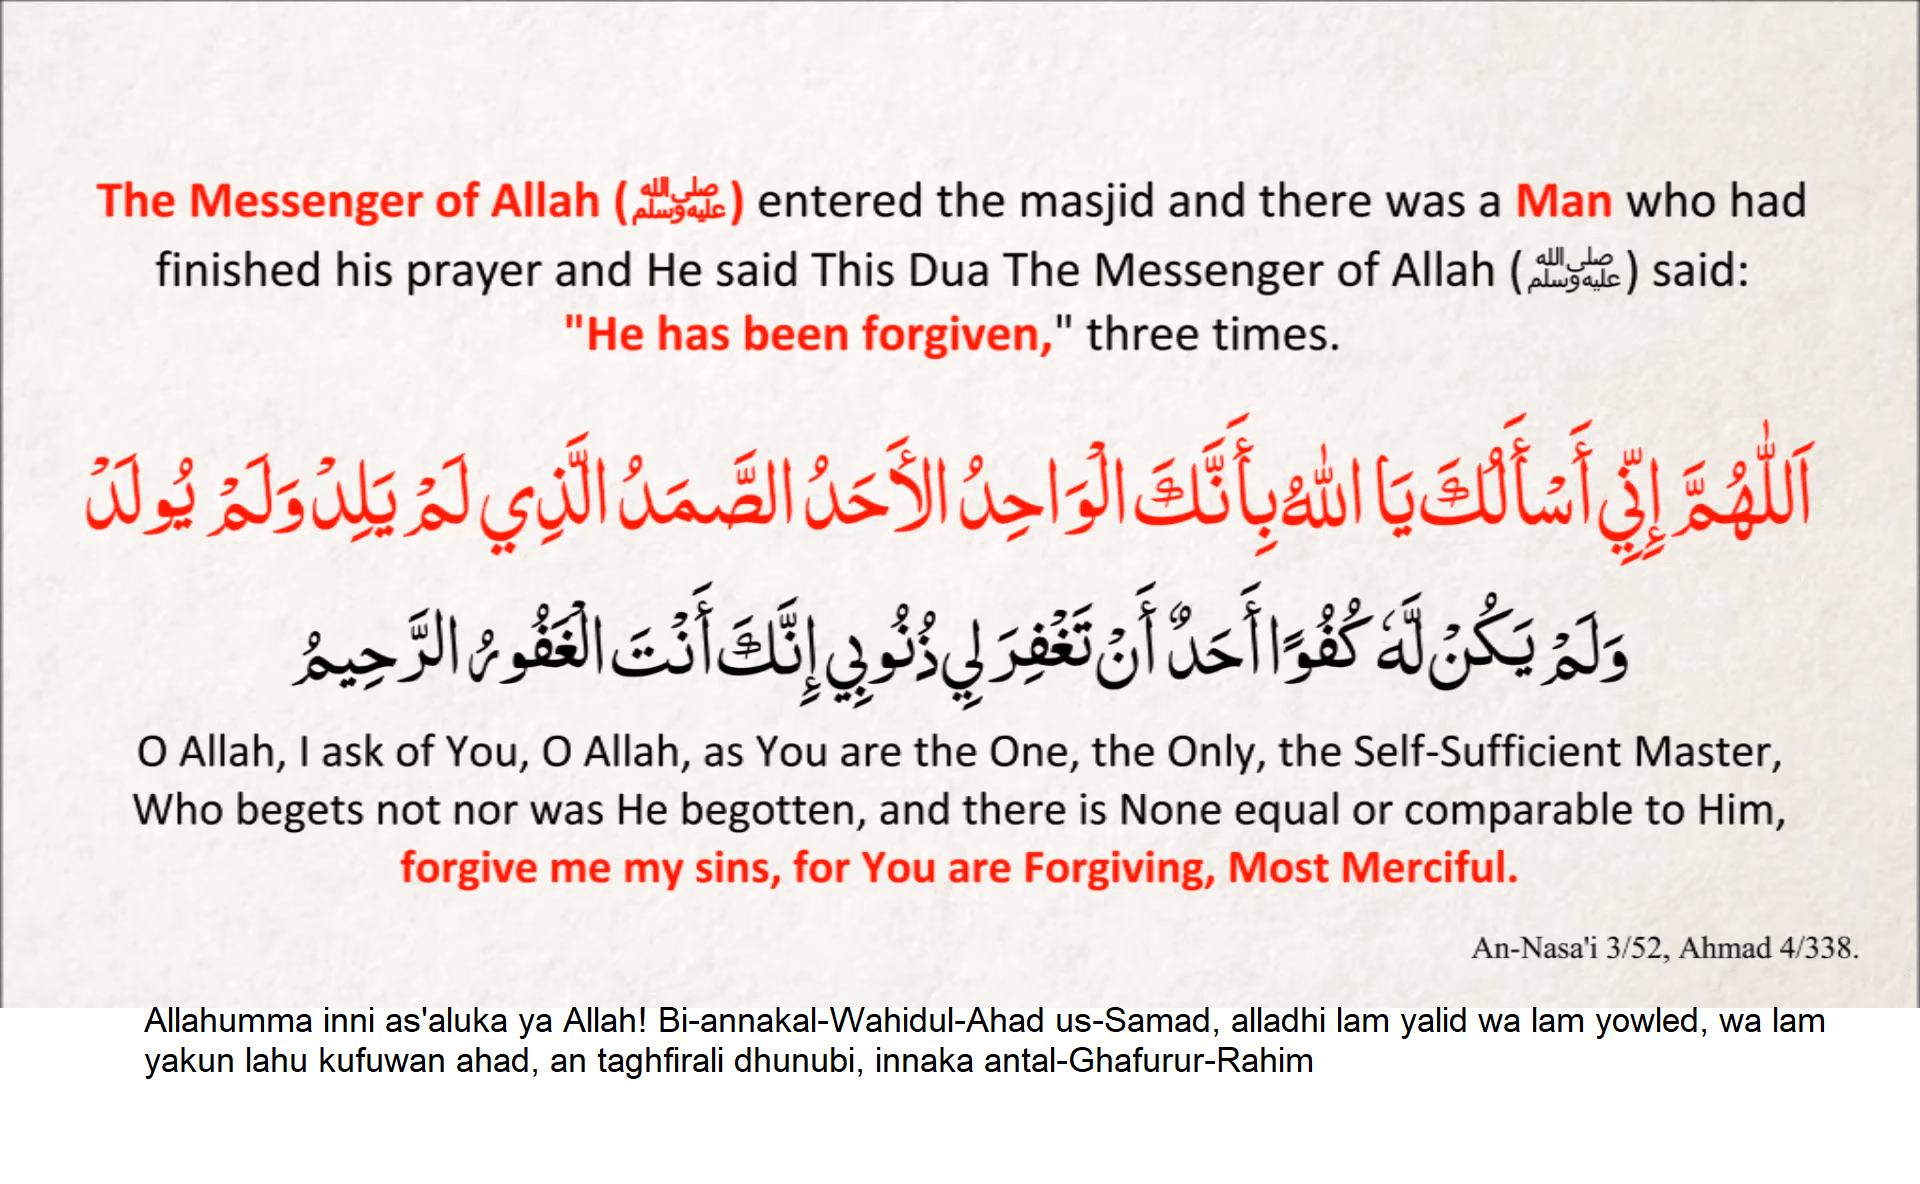 The Messenger of Allah (ﷺ) entered the masjid and there was a Man who had
finished his prayer and He said This Dua The Messenger of Allah (ﷺ) said:
"He has been forgiven," three times.
اَللّٰهُمَّ إِنِّيِ أَسْأَلُكَ يَا اللهُ بِأَنَّكَ الْوَاحِدُ الأَحَدُ الصَّمَدُ الَّذِي لَمْ يَلِدْ وَلَمْ يُولَدْ
وَلَمْ يَكُنْ لَّهٗ كُفُوًا أَحَدٌ أَنْ تَغْفِرَ لِي ذُنُوبِي إِنَّكَ أَنْتَ الْغَفُورُ الرَّحِيمُ
O Allah, I ask of You, O Allah, as You are the One, the Only, the Self-Sufficient Master,
Who begets not nor was He begotten, and there is None equal or comparable to Him,
forgive me my sins, for You are Forgiving, Most Merciful.
An-Nasa'i 3/52, Ahmad 4/338.
Allahumma inni as'aluka ya Allah! Bi-annakal-Wahidul-Ahad us-Samad, alladhi lam yalid wa lam yowled, wa lam
yakun lahu kufuwan ahad, an taghfirali dhunubi, innaka antal-Ghafurur-Rahim